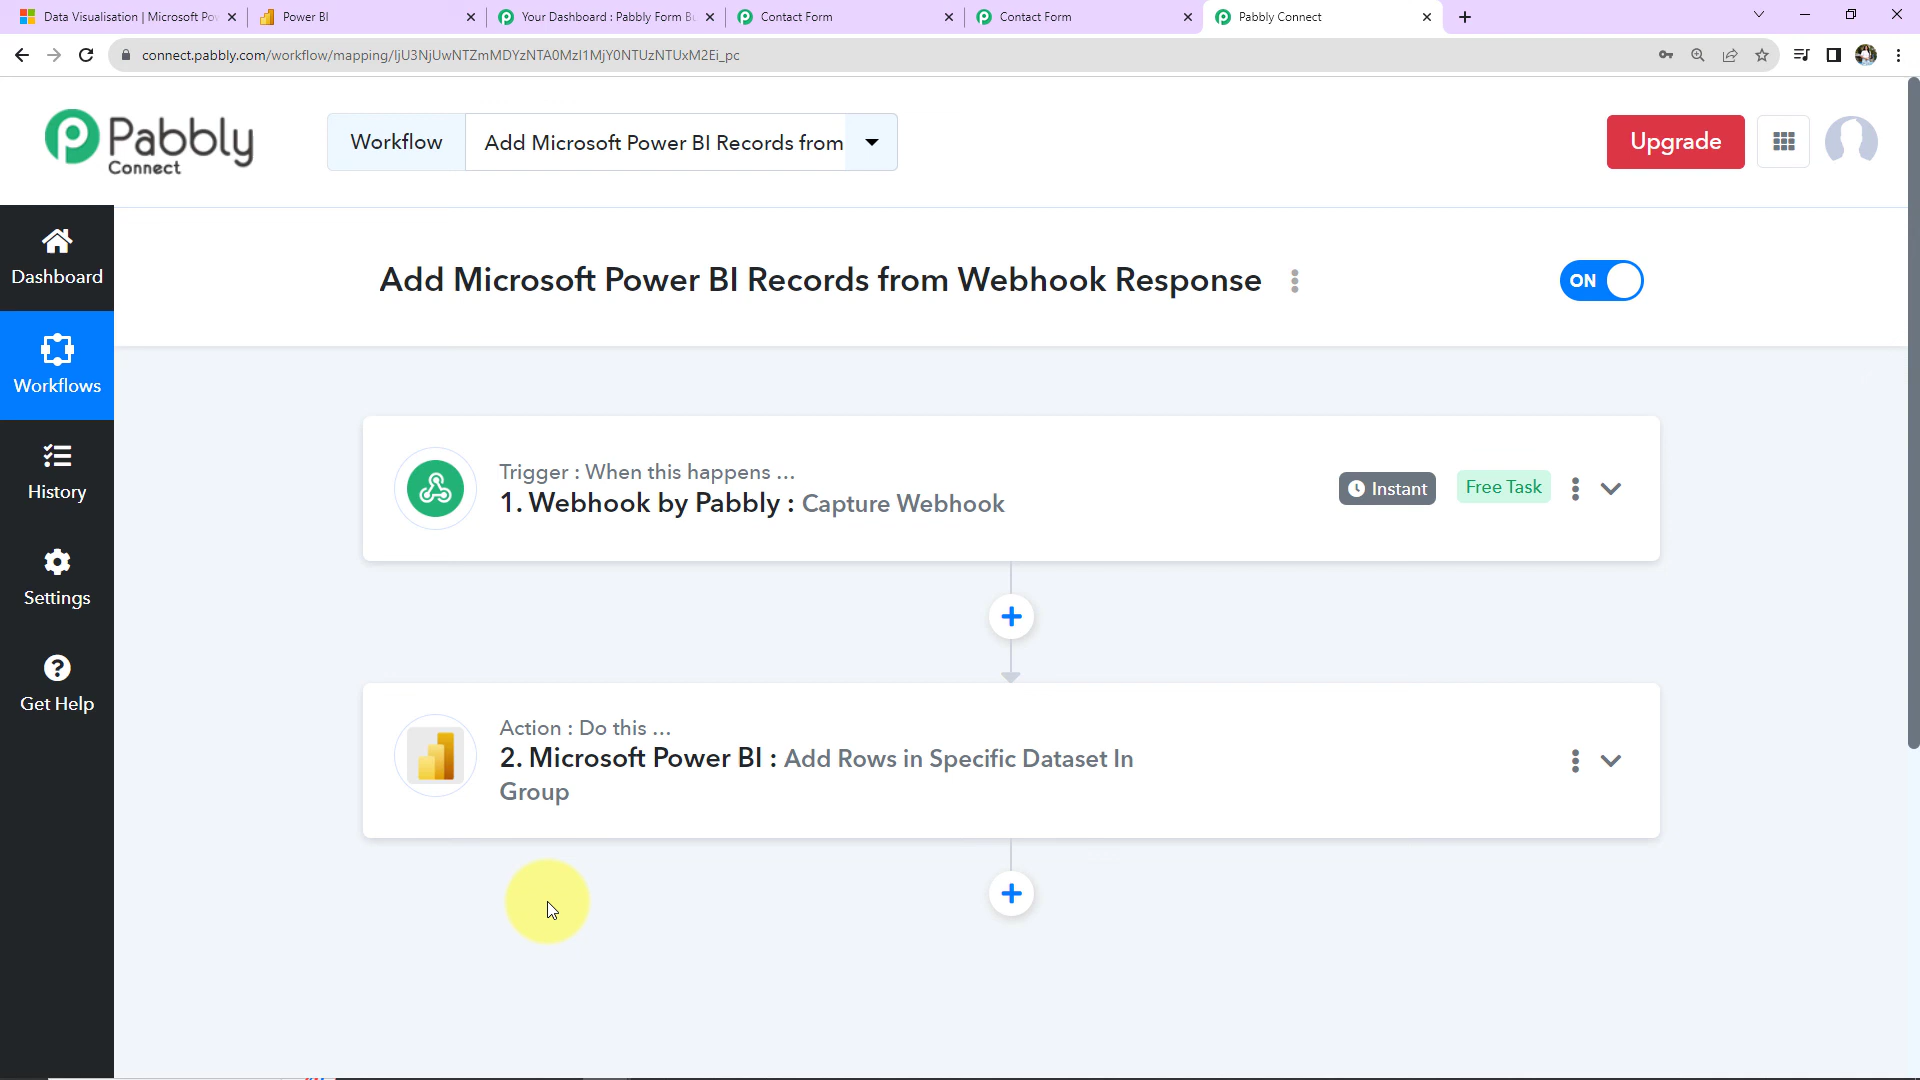 Data Visualisation | Microsoft Po
Power BI
Your Dashboard : Pabbly Form Bu
Contact Form
Contact Form
Pabbly Connect
connect.pabbly.com/workflow/mapping/IjU3NjUwNTZmMDYzNTA0MzI1MjY0NTUzNTUxM2Ei_pc
Pabbly
Connect
Workflow
Add Microsoft Power BI Records from
Upgrade
Dashboard
Workflows
History
Settings
Get Help
Add Microsoft Power BI Records from Webhook Response
ON
Trigger : When this happens ...
1. Webhook by Pabbly : Capture Webhook
Instant
Free Task
Action : Do this ...
2. Microsoft Power BI : Add Rows in Specific Dataset In
Group